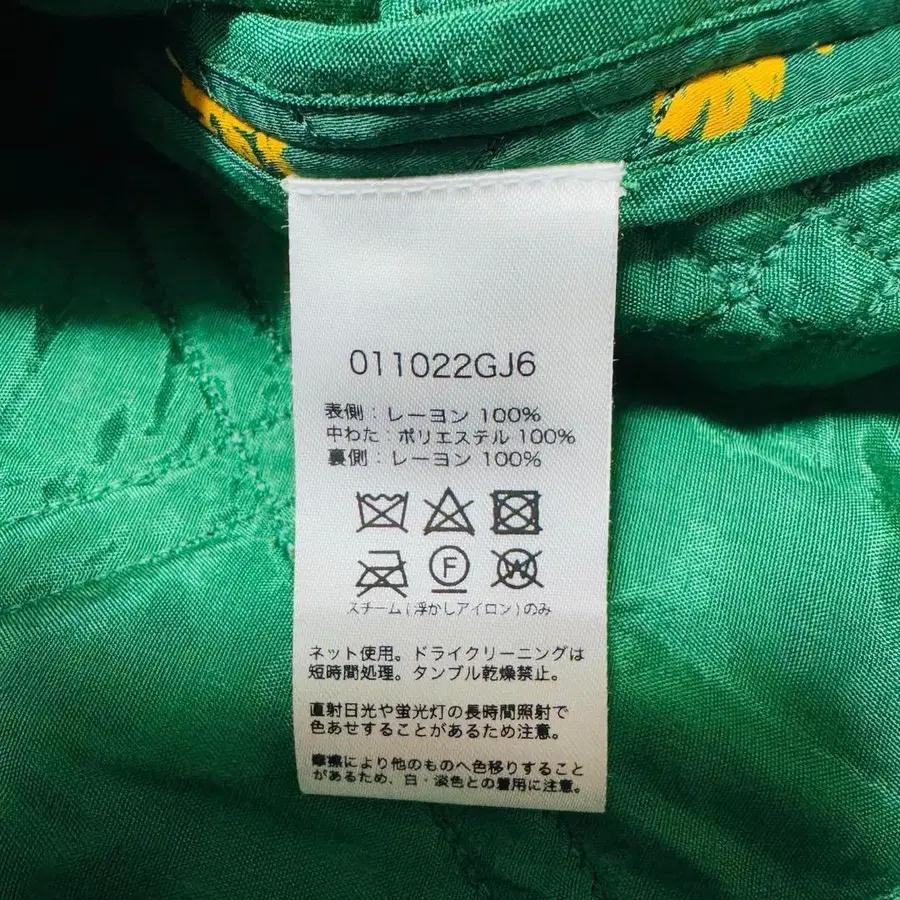 011022GJ6
表側：レーヨン 100%
中わた：ポリエステル 100%
裏側：レーヨン 100%
F
W
スチーム(浮かしアイロン)のみ
ネット使用。ドライクリーニングは
短時間処理。タンブル乾燥禁止。
直射日光や蛍光灯の長時間照射で
色あせすることがあるため注意。
摩擦により他のものへ色移りすること
があるため、白・淡色との着用に注意。